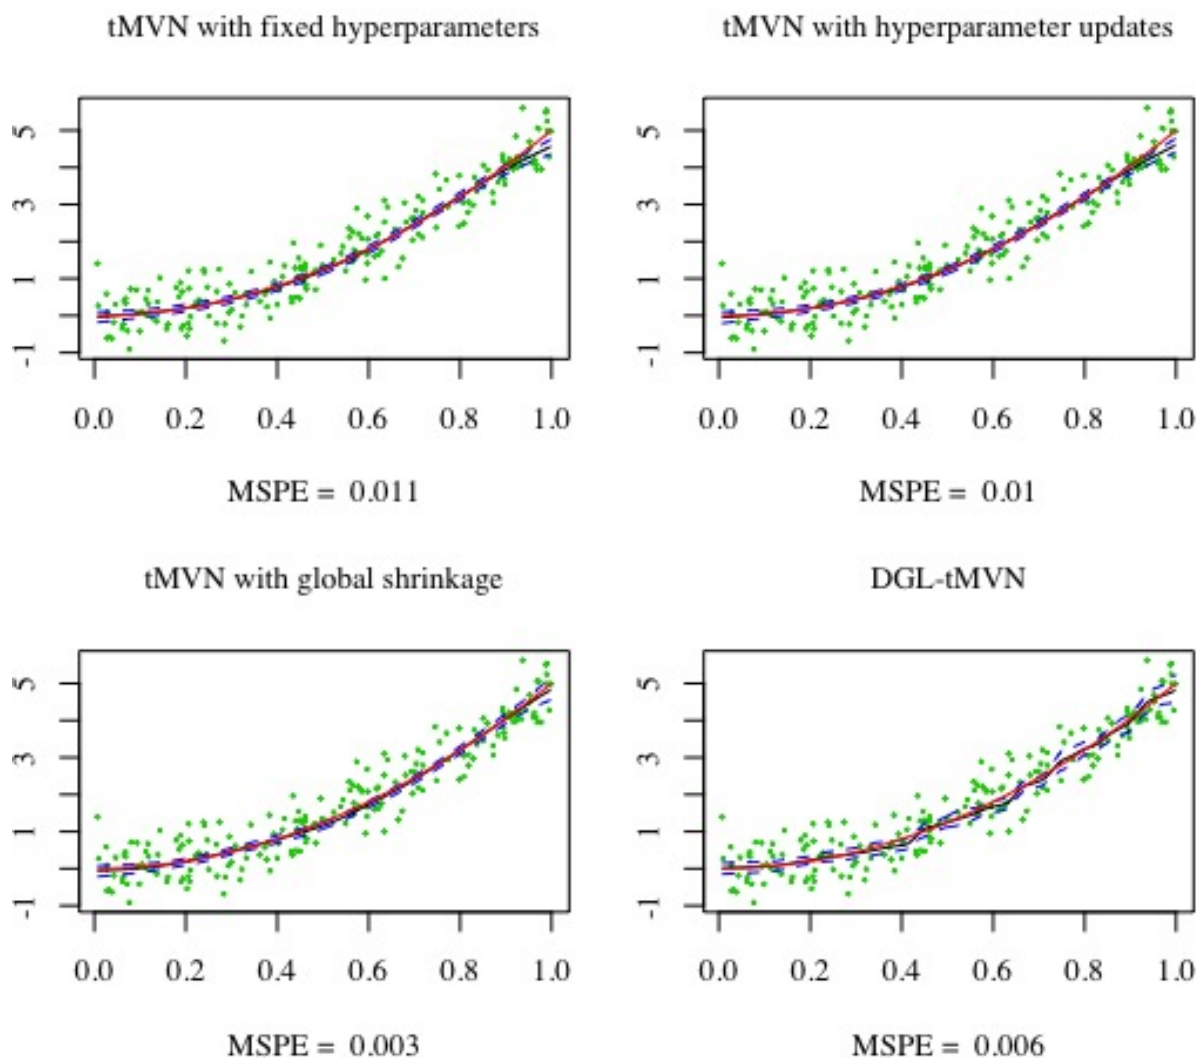 tMVN with fixed hyperparameters
tMVN with hyperparameter updates
5
3
1
-1
0.0 0.2 0.4 0.6 0.8 1.0
MSPE = 0.011
5
3
1
-1
0.0 0.2 0.4 0.6 0.8 1.0
MSPE = 0.01
tMVN with global shrinkage
DGL-tMVN
5
3
1
-1
0.0 0.2 0.4 0.6 0.8 1.0
MSPE = 0.003
5
3
1
-1
0.0 0.2 0.4 0.6 0.8 1.0
MSPE = 0.006